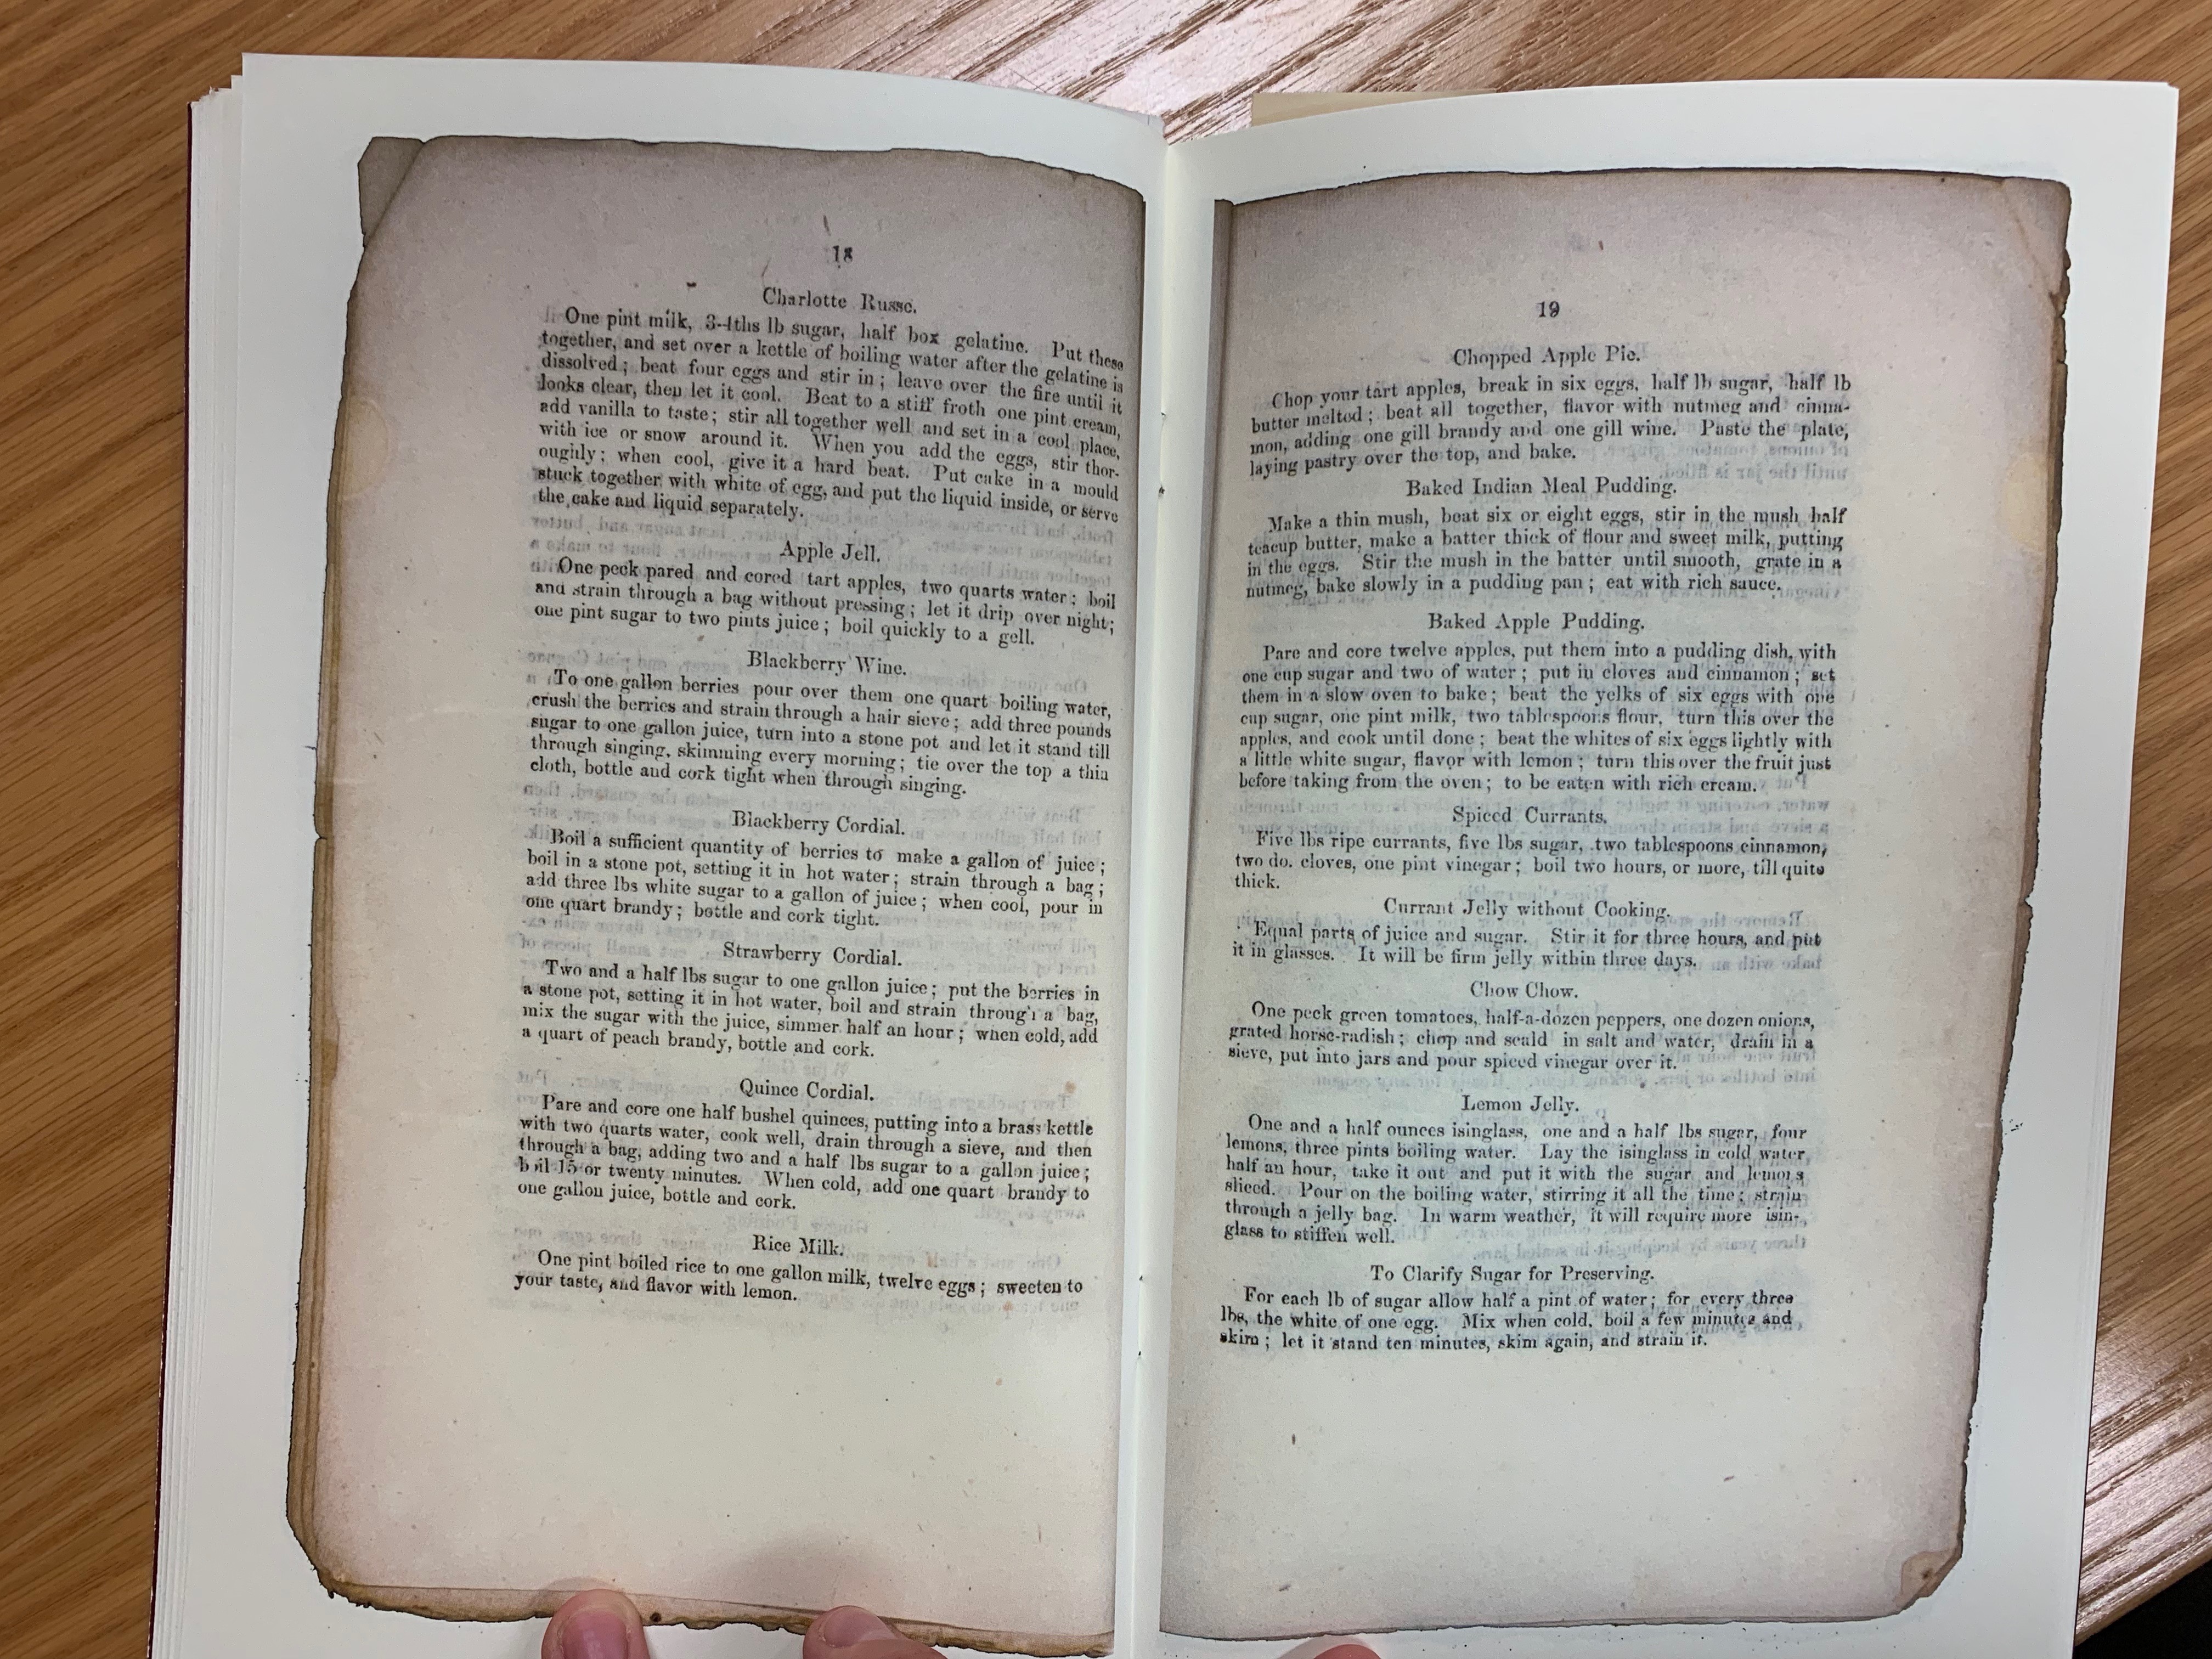 18
Charlotte Russe.
One pint milk, 3-4ths lb sugar, half box gelatine. Put these
together, and set over a kettle of boiling water after the gelatine is
dissolved; beat four eggs and stir in; leave over the fire until it
looks clear, then let it cool. Beat to a stiff froth one pint cream,
add vanilla to taste; stir all together well and set in a cool place,
with ice or snow around it. When you add the eggs, stir thor-
oughly; when cool, give it a hard beat. Put cake in a mould
stuck together with white of egg, and put the liquid inside, or serve
the cake and liquid separately.
Apple Jell.
One peck pared and cored tart apples, two quarts water; boil
and strain through a bag without pressing; let it drip over night;
one pint sugar to two pints juice; boil quickly to a gell.
Blackberry Wine.
To one gallon berries pour over them one quart boiling water,
crush the berries and strain through a hair sieve; add three pounds
sugar to one gallon juice, turn into a stone pot and let it stand till
through singing, skimming every morning; tie over the top a thin
cloth, bottle and cork tight when through singing.
Blackberry Cordial.
Boil a sufficient quantity of berries to make a gallon of juice;
boil in a stone pot, setting it in hot water; strain through a bag;
add three lbs white sugar to a gallon of juice; when cool, pour in
one quart brandy; bottle and cork tight.
Strawberry Cordial.
Two and a half lbs sugar to one gallon juice; put the berries in
a stone pot, setting it in hot water, boil and strain through a bag,
mix the sugar with the juice, simmer half an hour; when cold, add
a quart of peach brandy, bottle and cork.
Quince Cordial.
Pare and core one half bushel quinces, putting into a brass kettle
with two quarts water, cook well, drain through a sieve, and then
through a bag, adding two and a half lbs sugar to a gallon juice;
boil 15 or twenty minutes. When cold, add one quart brandy to
one gallon juice, bottle and cork.
Rice Milk.
One pint boiled rice to one gallon milk, twelve eggs; sweeten to
your taste, and flavor with lemon.
19
Chopped Apple Pie.
Chop your tart apples, break in six eggs, half lb sugar, half lb
butter melted; beat all together, flavor with nutmeg and cinna-
mon, adding one gill brandy and one gill wine. Paste the plate,
laying pastry over the top, and bake.
Baked Indian Meal Pudding.
Make a thin mush, beat six or eight eggs, stir in the mush half
teacup butter, make a batter thick of flour and sweet milk, putting
in the eggs. Stir the mush in the batter until smooth, grate in a
nutmeg, bake slowly in a pudding pan; eat with rich sauce.
Baked Apple Pudding.
Pare and core twelve apples, put them into a pudding dish, with
one cup sugar and two of water; put in cloves and cinnamon; set
them in a slow oven to bake; beat the yelks of six eggs with one
cup sugar, one pint milk, two tablespoons flour, turn this over the
apples, and cook until done; beat the whites of six eggs lightly with
a little white sugar, flavor with lemon; turn this over the fruit just
before taking from the oven; to be eaten with rich cream.
Spiced Currants.
Five lbs ripe currants, five lbs sugar, two tablespoons cinnamon,
two do. cloves, one pint vinegar; boil two hours, or more, till quite
thick.
Currant Jelly without Cooking.
Equal parts of juice and sugar. Stir it for three hours, and put
it in glasses. It will be firm jelly within three days.
Chow Chow.
One peck green tomatoes, half-a-dozen peppers, one dozen onions,
grated horse-radish; chop and scald in salt and water, drain in a
sieve, put into jars and pour spiced vinegar over it.
Lemon Jelly.
One and a half ounces isinglass, one and a half lbs sugar, four
lemons, three pints boiling water. Lay the isinglass in cold water
half an hour, take it out and put it with the sugar and lemons
sliced. Pour on the boiling water, stirring it all the time; strain
through a jelly bag. In warm weather, it will require more isin-
glass to stiffen well.
To Clarify Sugar for Preserving.
For each lb of sugar allow half a pint of water; for every three
lbs, the white of one egg. Mix when cold, boil a few minutes and
skim; let it stand ten minutes, skim again, and strain it.